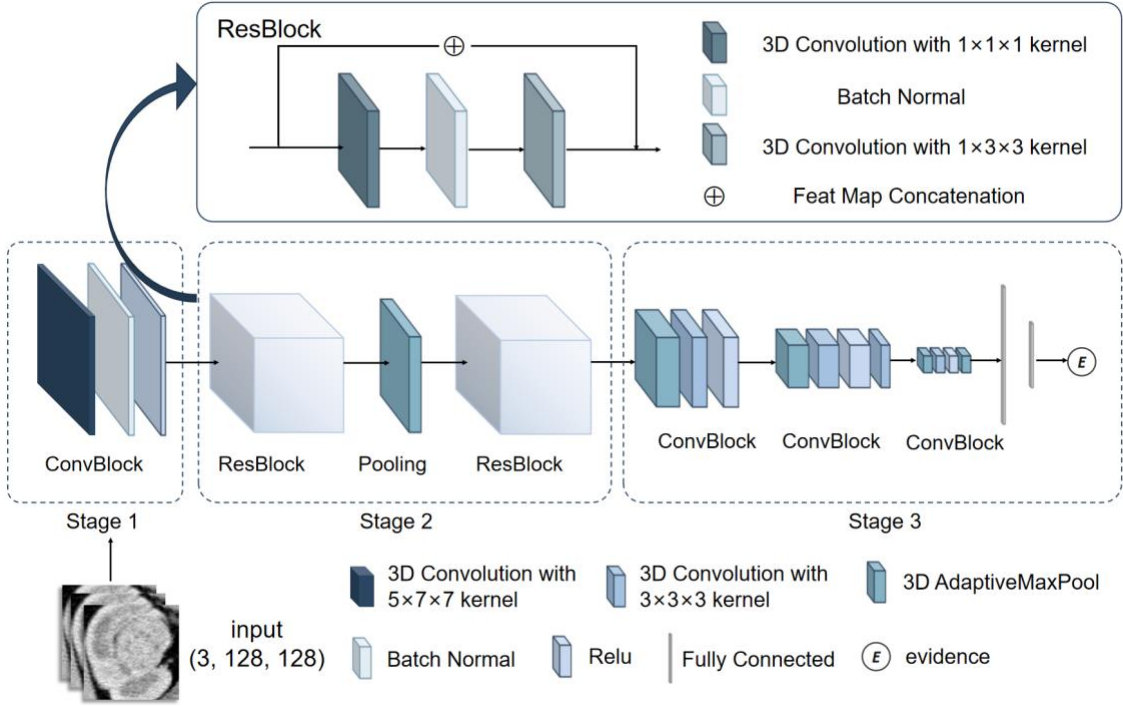 ResBlock
⊕
3D Convolution with 1×1×1 kernel
Batch Normal
3D Convolution with 1×3×3 kernel
⊕ Feat Map Concatenation
E
ConvBlock
ResBlock
Pooling
ResBlock
ConvBlock
ConvBlock
ConvBlock
Stage 1
Stage 2
Stage 3
input
(3, 128, 128)
3D Convolution with
5×7×7 kernel
3D Convolution with
3×3×3 kernel
3D AdaptiveMaxPool
Batch Normal
Relu
Fully Connected
E evidence